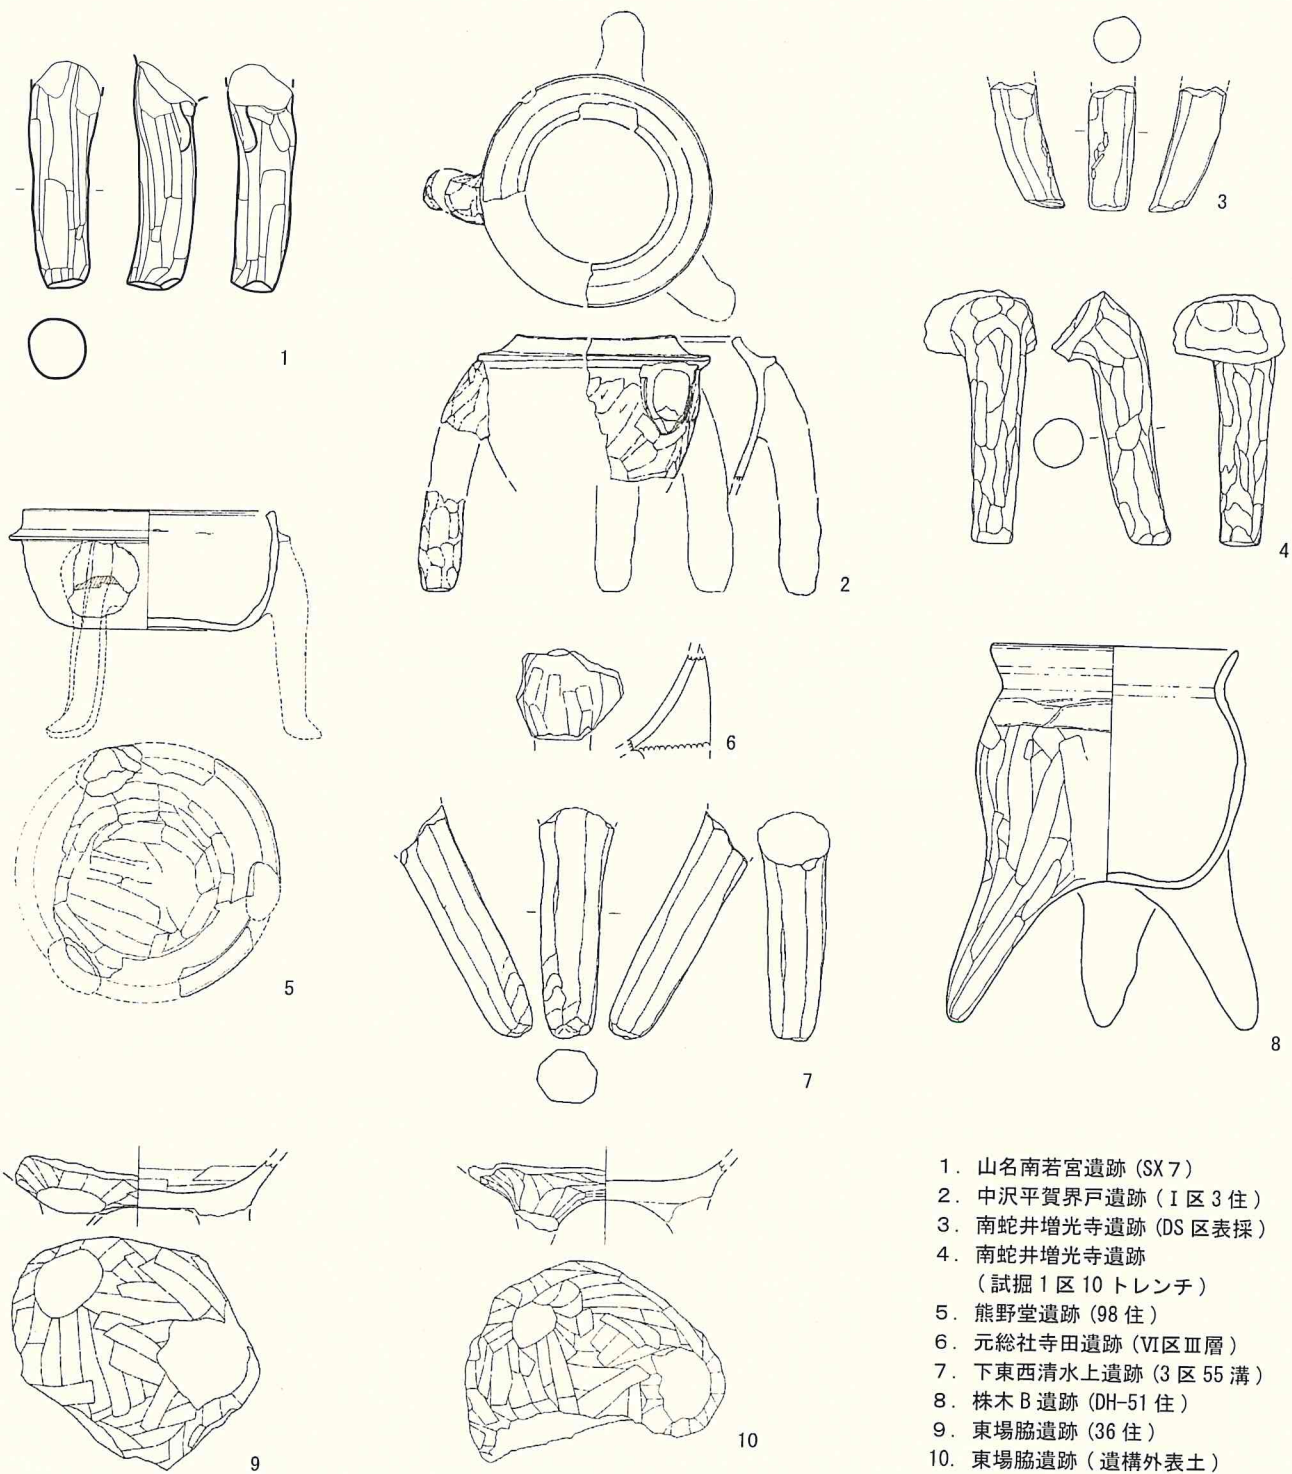 1
2
3
4
5
6
7
8
9
10
1. 山名南若宮遺跡 (SX 7)
2. 中沢平賀界戸遺跡 (Ⅰ区3住)
3. 南蛇井増光寺遺跡 (DS 区表採)
4. 南蛇井増光寺遺跡
(試掘1区10 トレンチ)
5. 熊野堂遺跡 (98 住)
6. 元総社寺田遺跡 (Ⅵ区Ⅲ層)
7. 下東西清水上遺跡 (3 区 55 溝)
8. 株木 B 遺跡 (DH-51 住)
9. 東場脇遺跡 (36 住)
10. 東場脇遺跡 (遺構外表土)